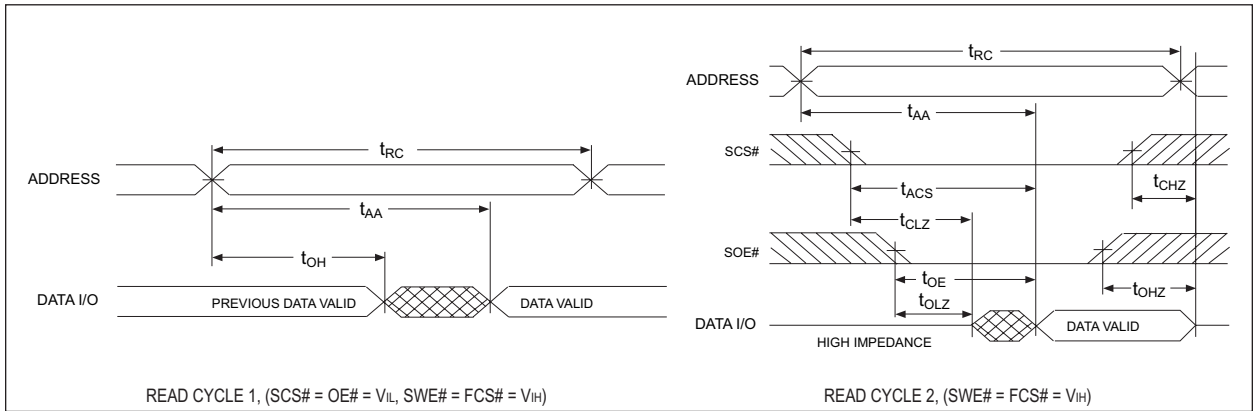 tRC
ADDRESS
tAA
tOH
DATA I/O
PREVIOUS DATA VALID
DATA VALID
READ CYCLE 1, (SCS# = OE# = VIL, SWE# = FCS# = VIH)
tRC
ADDRESS
tAA
SCS#
tACS
tCHZ
tCLZ
SOE#
tOE
tOLZ
tOHZ
DATA I/O
HIGH IMPEDANCE
DATA VALID
READ CYCLE 2, (SWE# = FCS# = VIH)